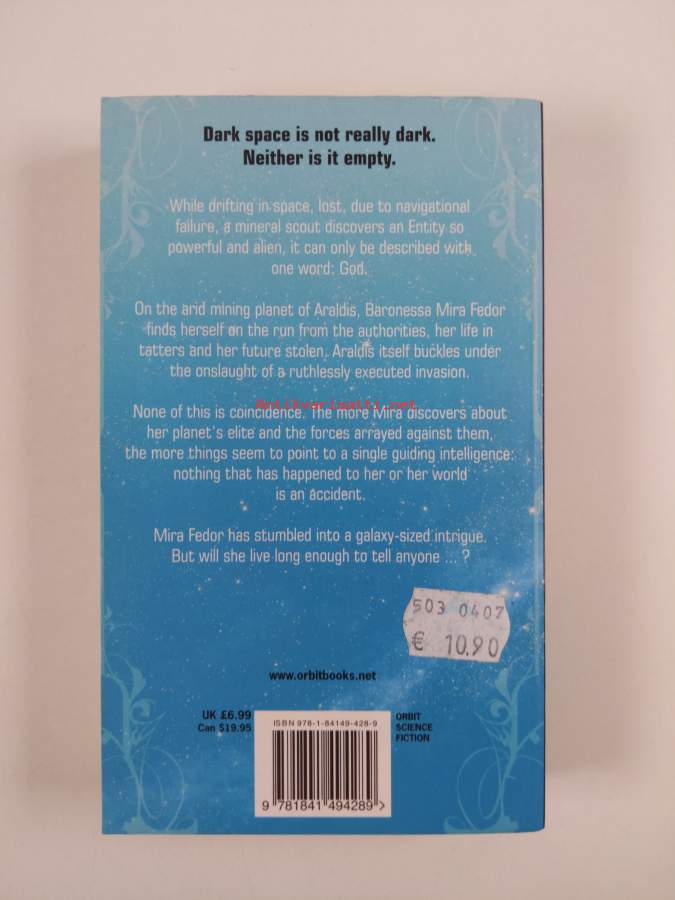 Dark space is not really dark.
Neither is it empty.
While drifting in space, lost, due to navigational
failure, a mineral scout discovers an Entity so
powerful and alien, it can only be described with
one word: God.
On the arid mining planet of Araldis, Baronessa Mira Fedor
finds herself on the run from the authorities, her life in
tatters and her future stolen. Araldis itself buckles under
the onslaught of a ruthlessly executed invasion.
Antikvariaatti.net
None of this is coincidence. The more Mira discovers about
her planet's elite and the forces arrayed against them,
the more things seem to point to a single guiding intelligence:
nothing that has happened to her or her world
is an accident.
Mira Fedor has stumbled into a galaxy-sized intrigue.
But will she live long enough to tell anyone ... ?
503 0407
€ 10.90
www.orbitbooks.net
UK £6.99
Can $19.95
ISBN 978-1-84149-428-9
9 781841 494289 >
ORBIT
SCIENCE
FICTION